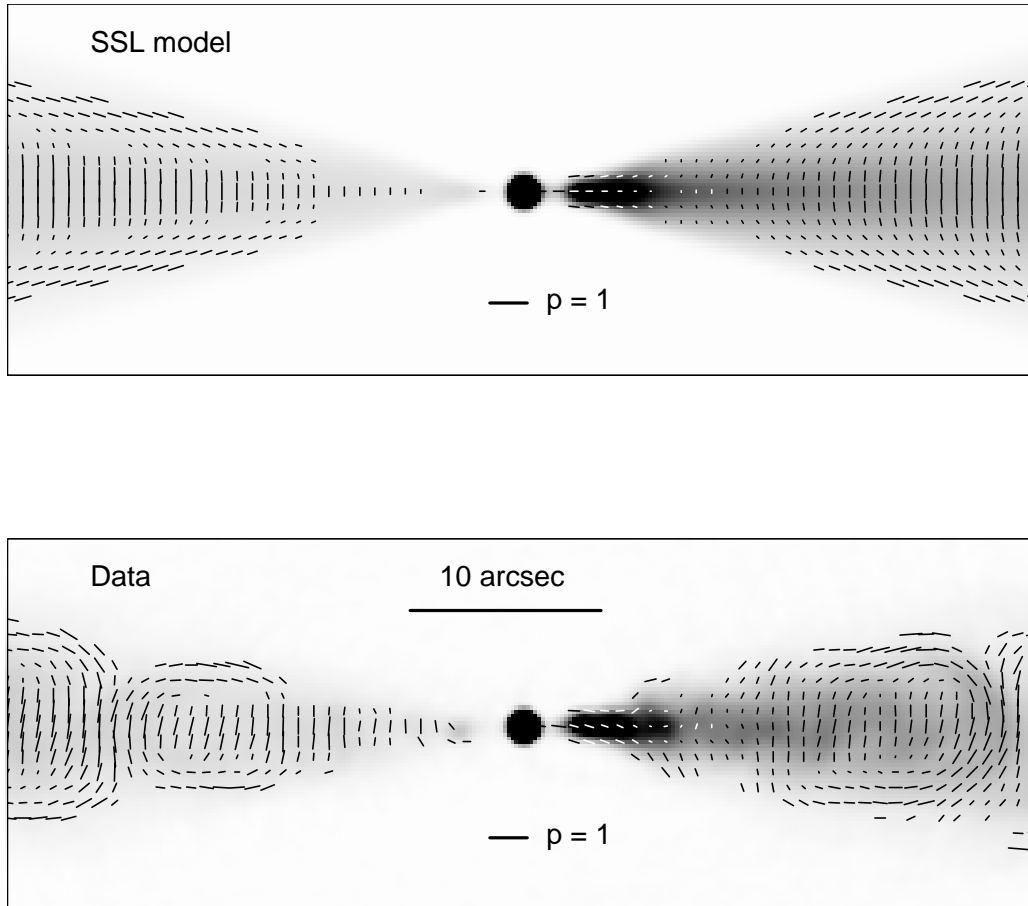 SSL model
p = 1
Data
10 arcsec
p = 1